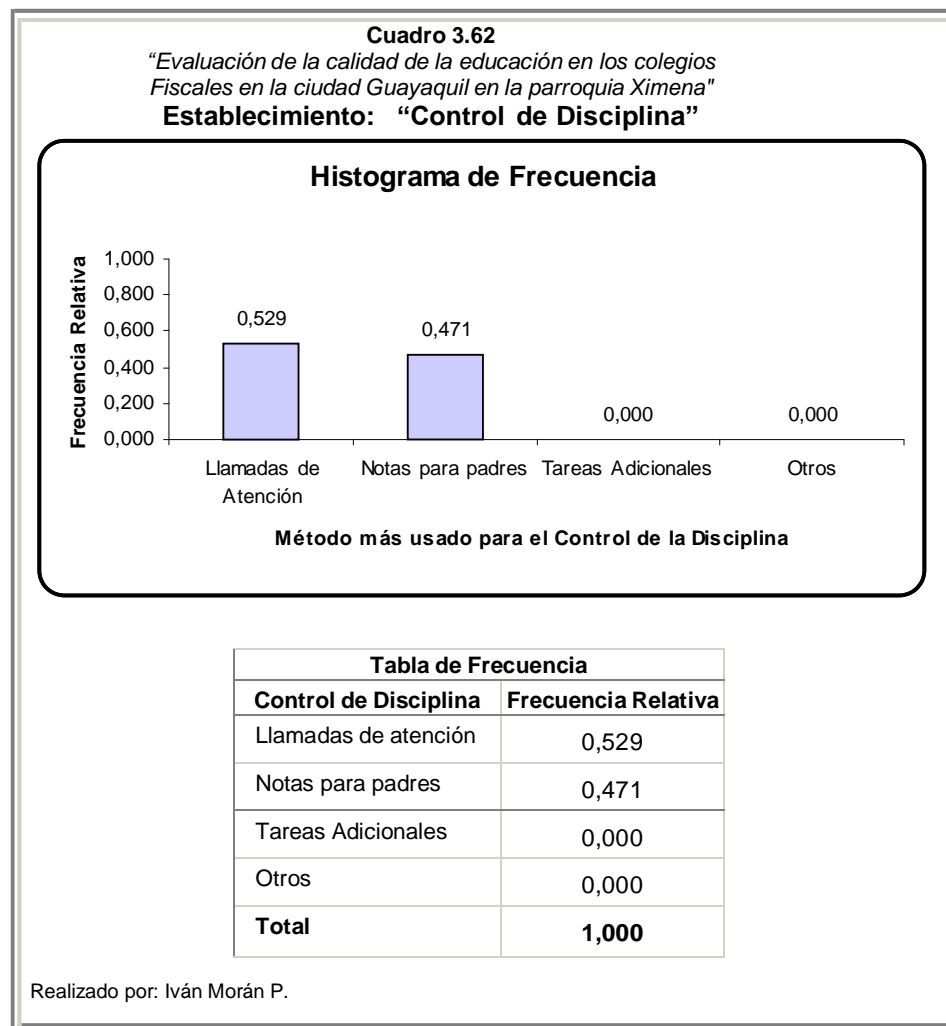 Cuadro 3.62
“Evaluación de la calidad de la educación en los colegios
Fiscales en la ciudad Guayaquil en la parroquia Ximena"
Establecimiento: “Control de Disciplina”
Histograma de Frecuencia
Frecuencia Relativa
1,000
0,800
0,600
0,400
0,200
0,000
0,529
0,471
0,000
0,000
Llamadas de
Atención
Notas para padres
Tareas Adicionales
Otros
Método más usado para el Control de la Disciplina
Tabla de Frecuencia
Control de Disciplina Frecuencia Relativa
Llamadas de atención 0,529
Notas para padres 0,471
Tareas Adicionales 0,000
Otros 0,000
Total 1,000
Realizado por: Iván Morán P.